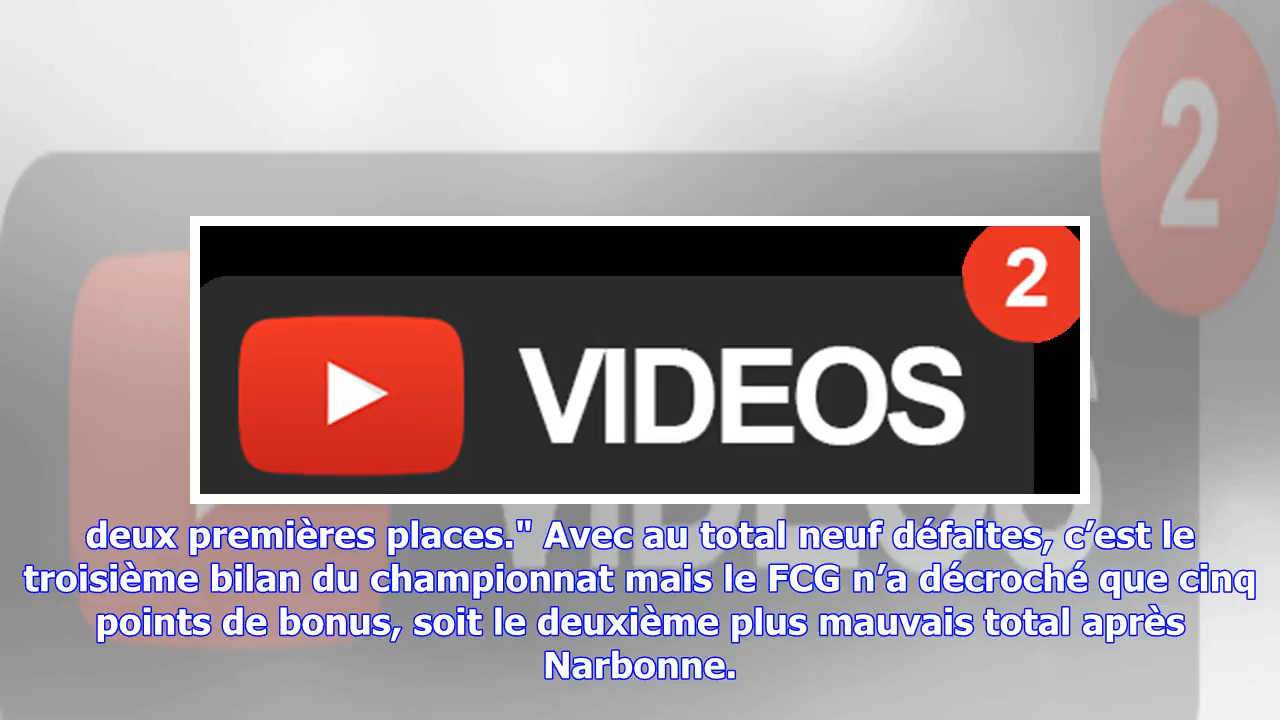 2
2
VIDEOS
deux premières places." Avec au total neuf défaites, c’est le
troisième bilan du championnat mais le FCG n’a décroché que cinq
points de bonus, soit le deuxième plus mauvais total après
Narbonne.